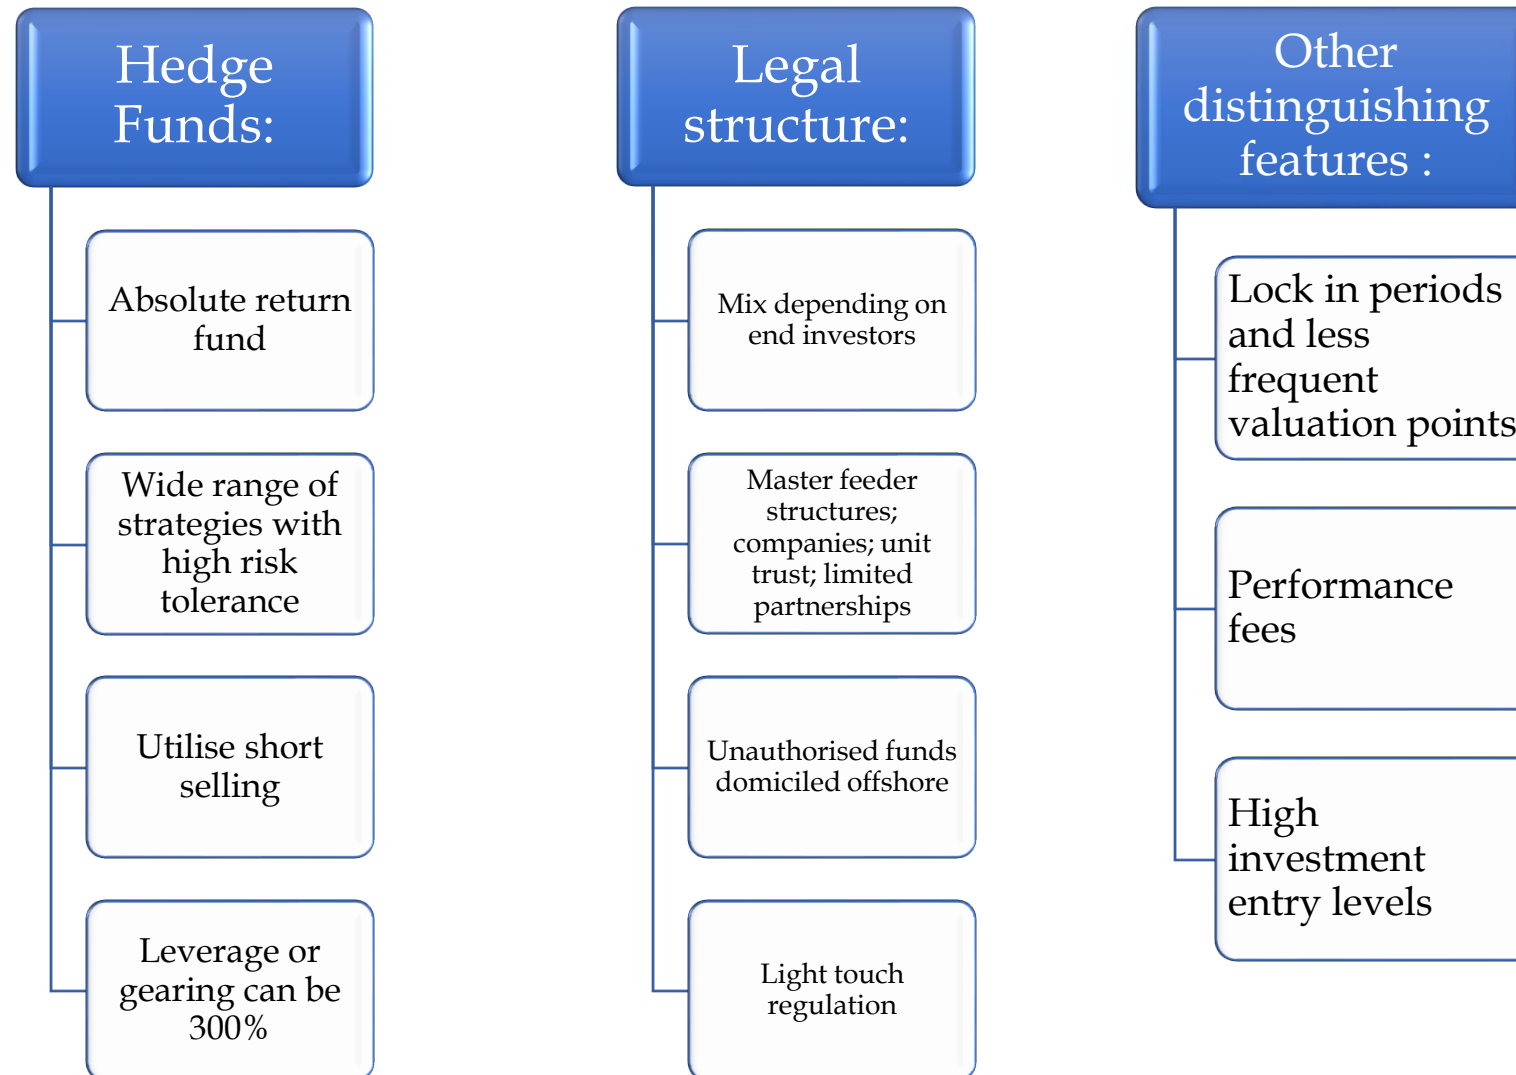 Hedge
Funds:
Absolute return
fund
Wide range of
strategies with
high risk
tolerance
Utilise short
selling
Leverage or
gearing can be
300%
Legal
structure:
Mix depending on
end investors
Master feeder
structures;
companies; unit
trust; limited
partnerships
Unauthorised funds
domiciled offshore
Light touch
regulation
Other
distinguishing
features :
Lock in periods
and less
frequent
valuation points
Performance
fees
High
investment
entry levels